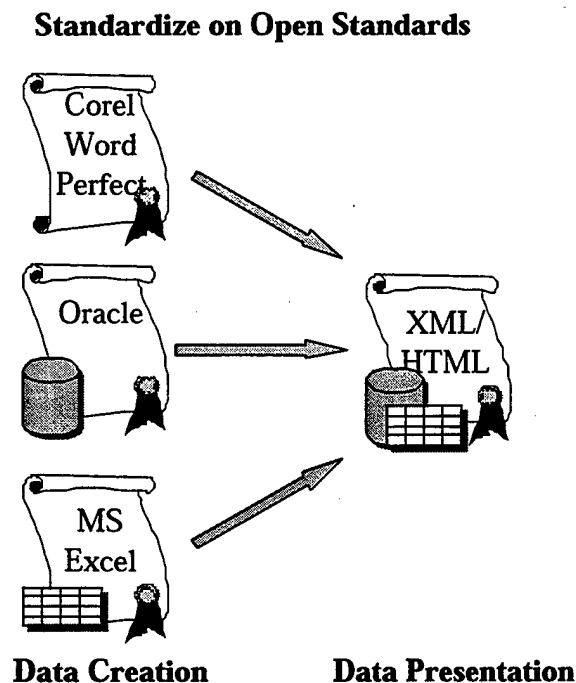 Standardize on Open Standards
Corel
Word
Perfect
Oracle
MS
Excel
XML/
HTML
Data Creation
Data Presentation